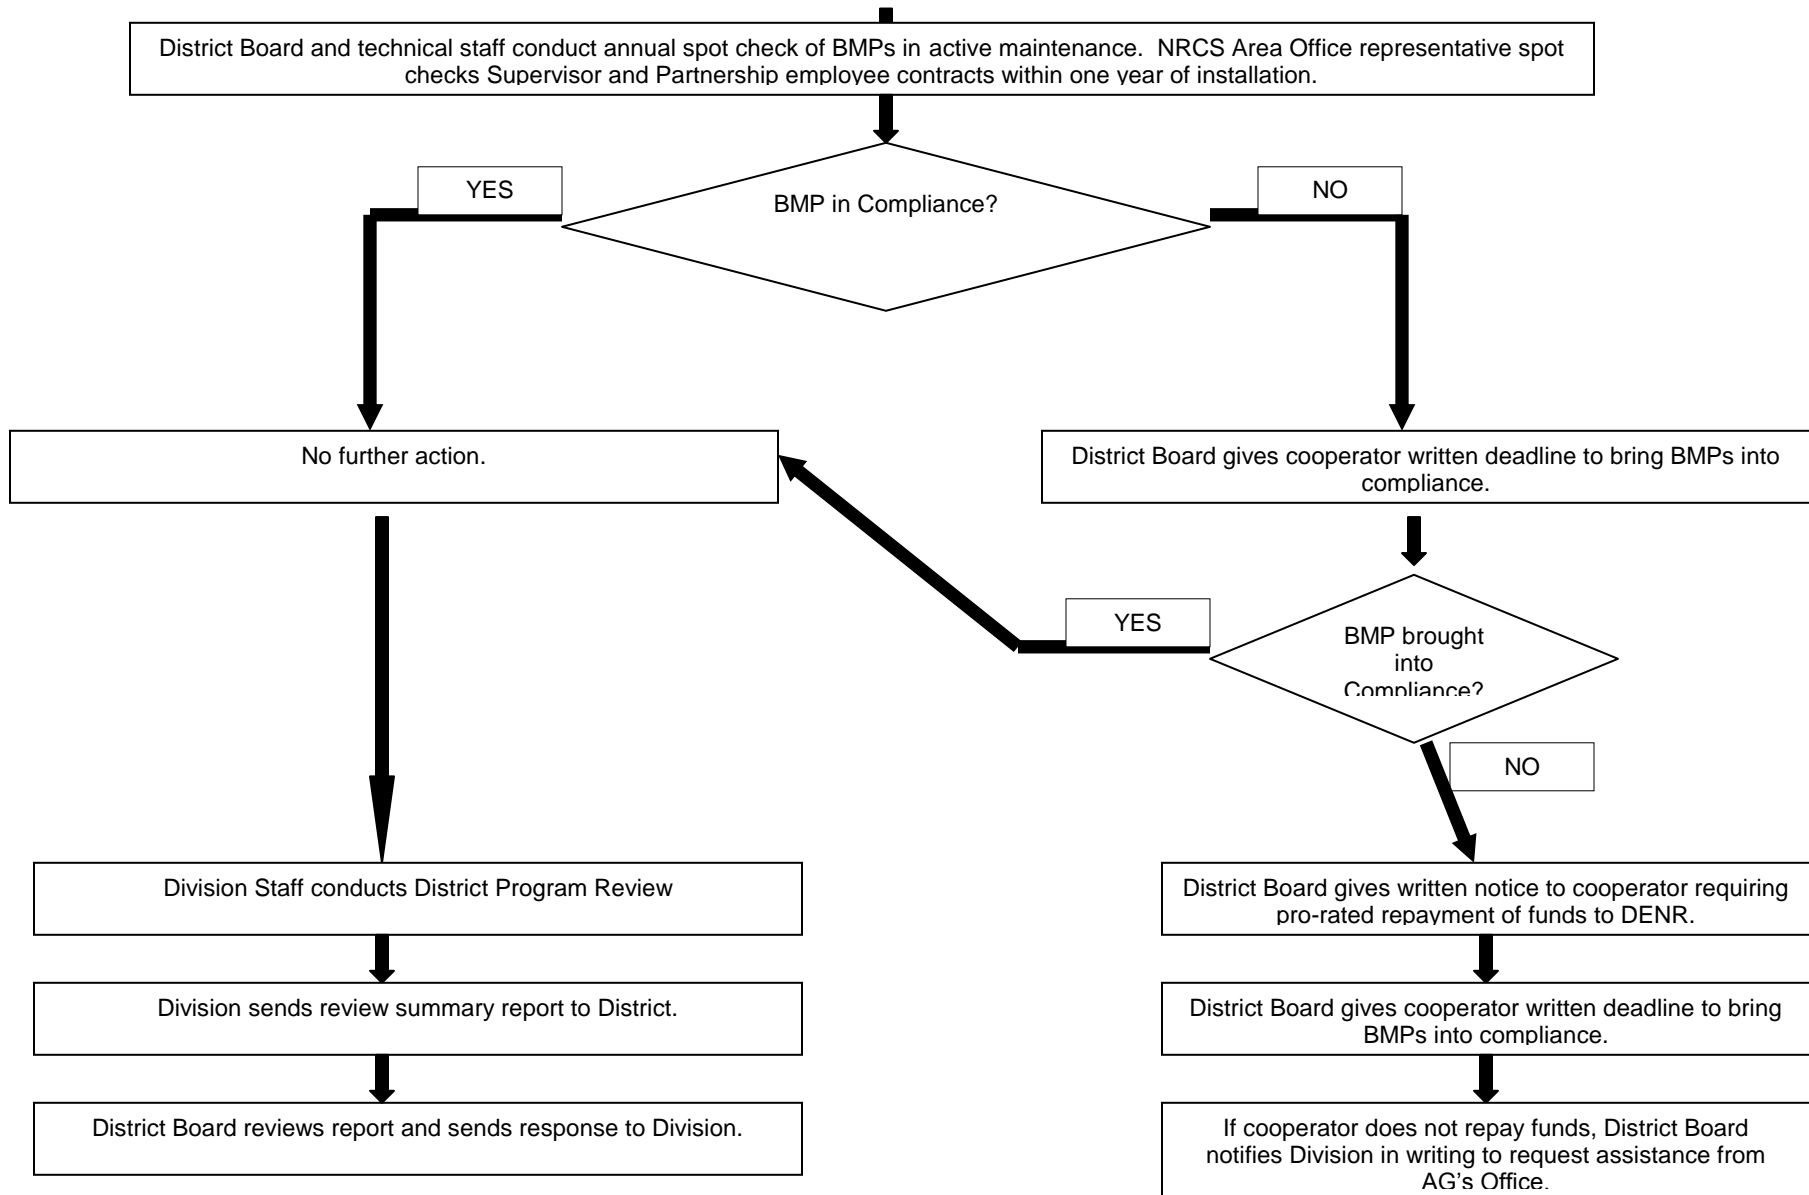 District Board and technical staff conduct annual spot check of BMPs in active maintenance.  NRCS Area Office representative spot
checks Supervisor and Partnership employee contracts within one year of installation.
YES
BMP in Compliance?
NO
No further action.
District Board gives cooperator written deadline to bring BMPs into
compliance.
YES
BMP brought
into
Compliance?
NO
Division Staff conducts District Program Review
District Board gives written notice to cooperator requiring
pro-rated repayment of funds to DENR.
Division sends review summary report to District.
District Board gives cooperator written deadline to bring
BMPs into compliance.
District Board reviews report and sends response to Division.
If cooperator does not repay funds, District Board
notifies Division in writing to request assistance from
AG’s Office.